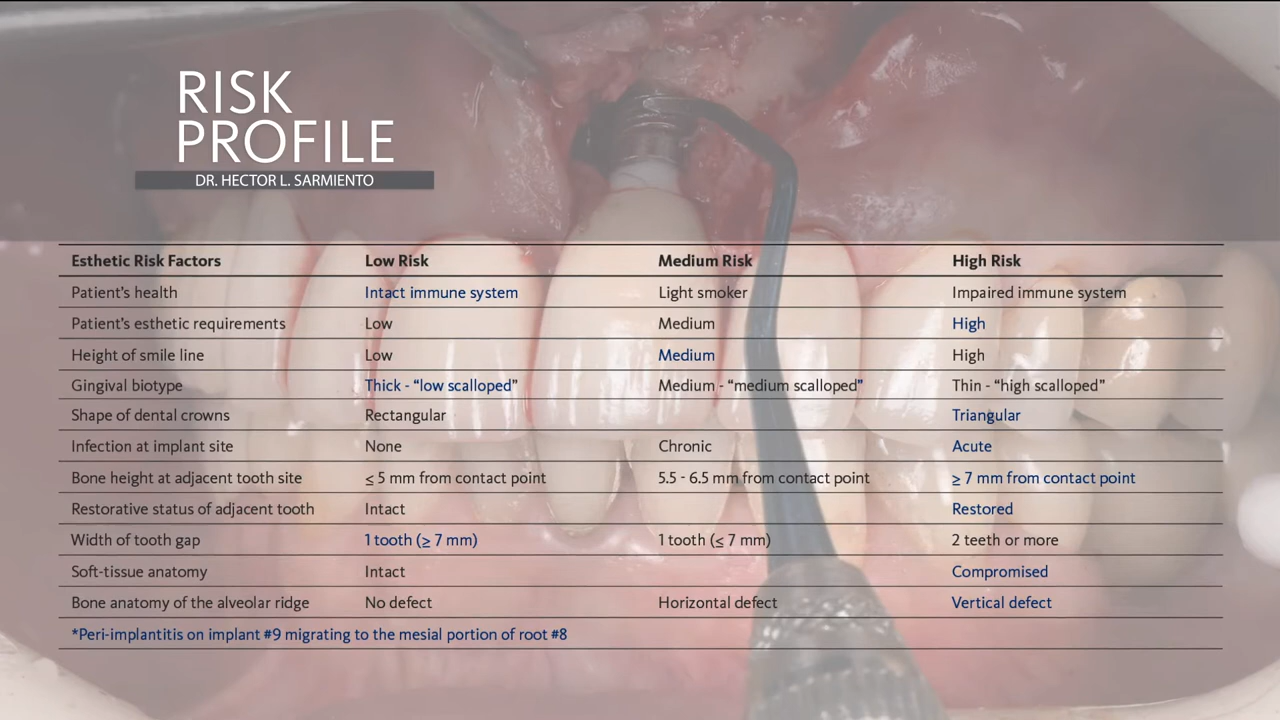 RISK
PROFILE
DR. HECTOR L. SARMIENTO
Esthetic Risk Factors Low Risk Medium Risk High Risk
Patient's health Intact immune system Light smoker Impaired immune system
Patient's esthetic requirements Low Medium High
Height of smile line Low Medium High
Gingival biotype Thick - “low scalloped” Medium - “medium scalloped” Thin - “high scalloped”
Shape of dental crowns Rectangular Triangular
Infection at implant site None Chronic Acute
Bone height at adjacent tooth site ≤ 5 mm from contact point 5.5 - 6.5 mm from contact point ≥ 7 mm from contact point
Restorative status of adjacent tooth Intact Restored
Width of tooth gap 1 tooth (≥ 7 mm) 1 tooth (≤ 7 mm) 2 teeth or more
Soft-tissue anatomy Intact Compromised
Bone anatomy of the alveolar ridge No defect Horizontal defect Vertical defect
*Peri-implantitis on implant #9 migrating to the mesial portion of root #8